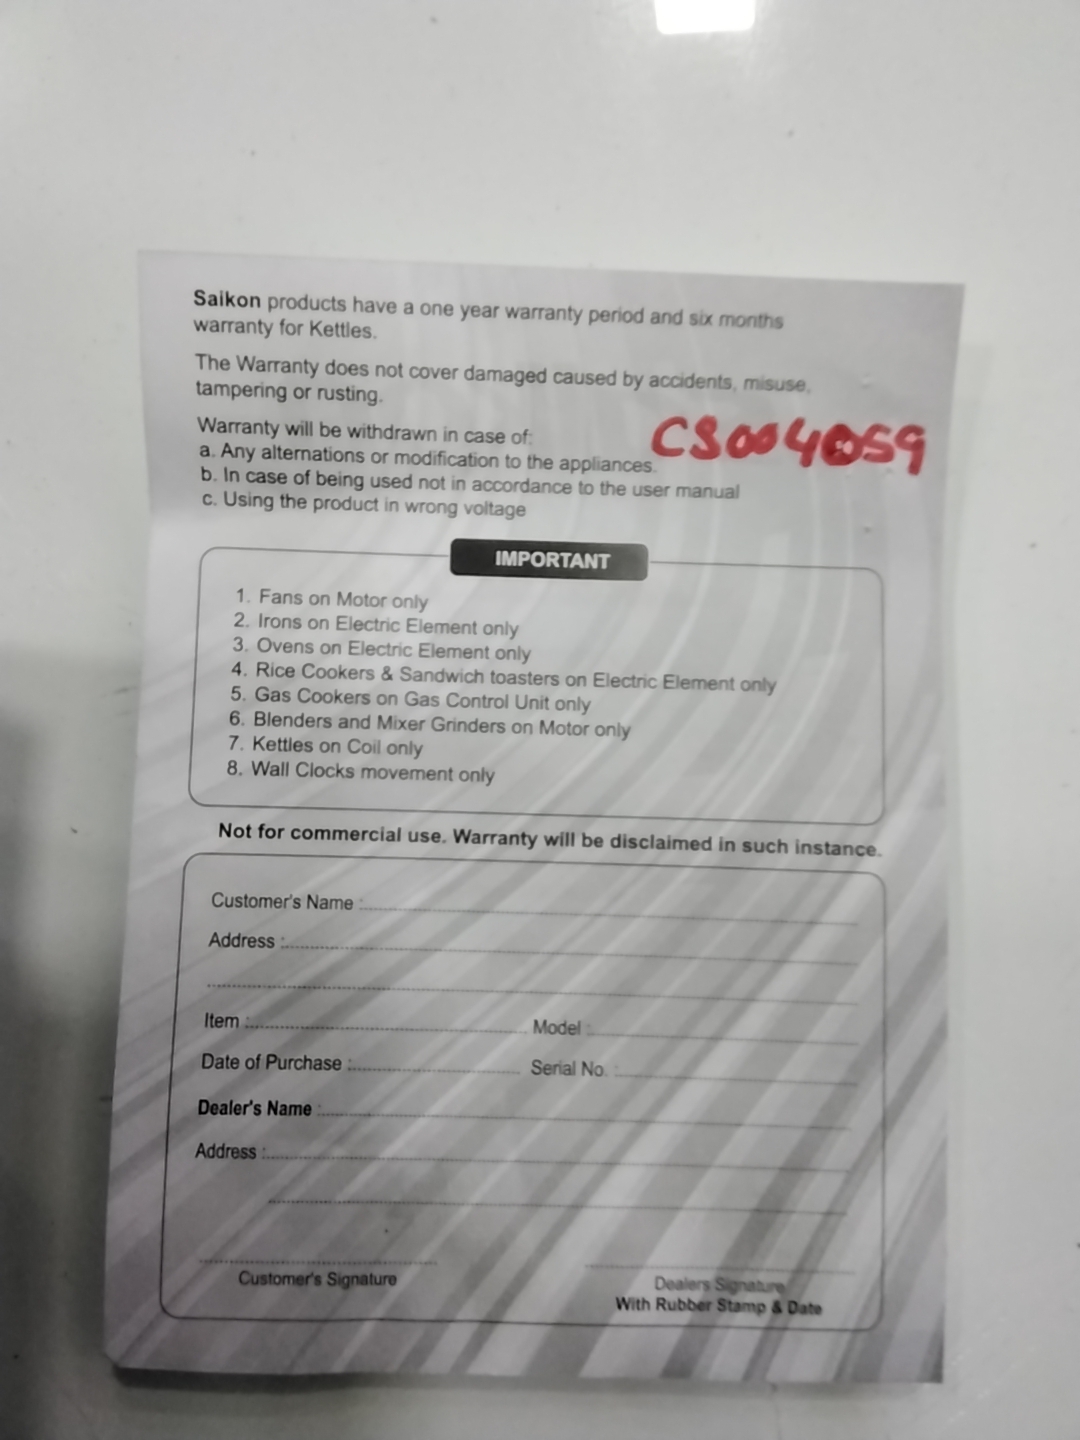 Saikon products have a one year warranty period and six months
warranty for Kettles.
The Warranty does not cover damaged caused by accidents, misuse,
tampering or rusting.
Warranty will be withdrawn in case of:
CS004059
a. Any alternations or modification to the appliances.
b. In case of being used not in accordance to the user manual
c. Using the product in wrong voltage
IMPORTANT
1. Fans on Motor only
2. Irons on Electric Element only
3. Ovens on Electric Element only
4. Rice Cookers & Sandwich toasters on Electric Element only
5. Gas Cookers on Gas Control Unit only
6. Blenders and Mixer Grinders on Motor only
7. Kettles on Coil only
8. Wall Clocks movement only
Not for commercial use. Warranty will be disclaimed in such instance.
Customer's Name :
Address :
Item : Model :
Date of Purchase : Serial No. :
Dealer's Name :
Address :
Customer's Signature
Dealers Signature
With Rubber Stamp & Date